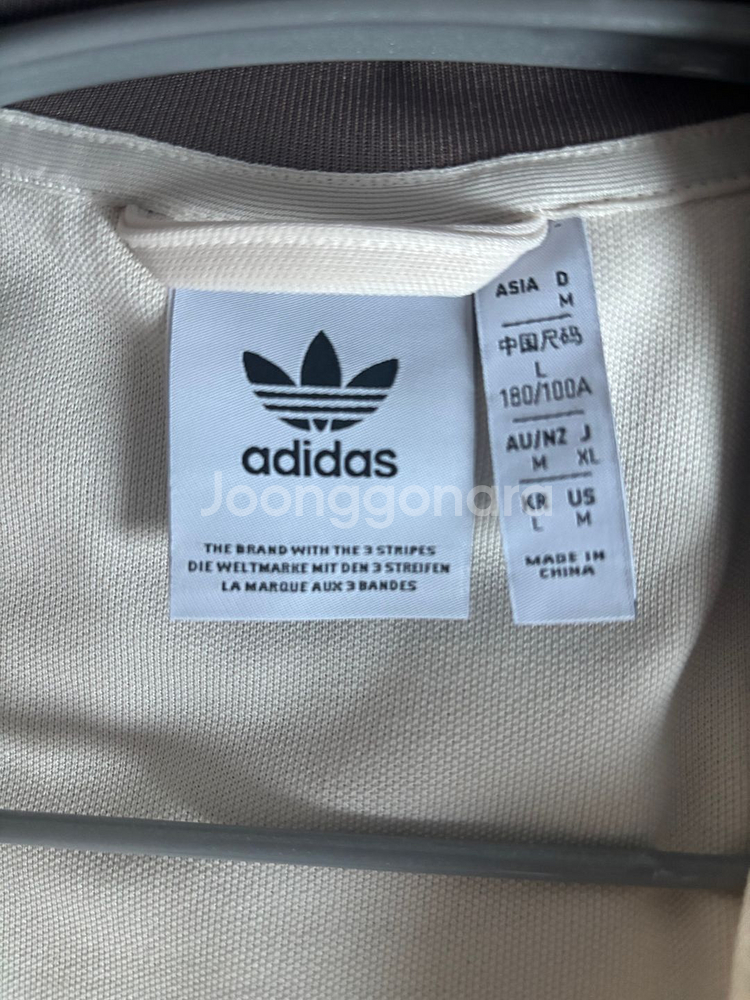 adidas
Joonggonara
THE BRAND WITH THE 3 STRIPES
DIE WELTMARKE MIT DEN 3 STREIFEN
LA MARQUE AUX 3 BANDES
ASIA D
M
中国尺码
L
180/100A
AU/NZ J
M XL
KR US
L M
MADE IN
CHINA